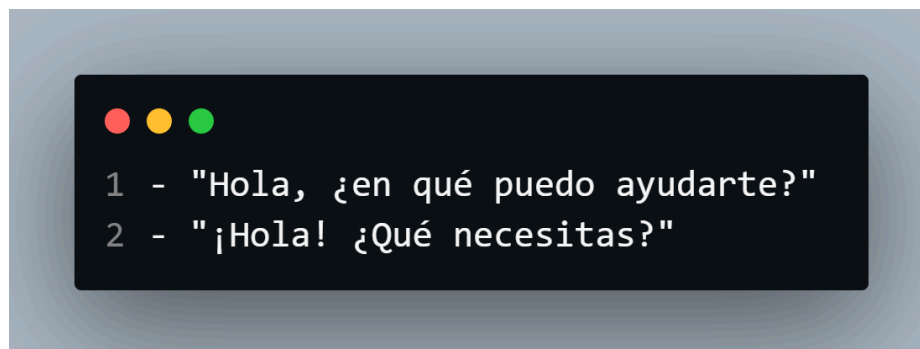 1 - "Hola, ¿en qué puedo ayudarte?"
2 - "¡Hola! ¿Qué necesitas?"